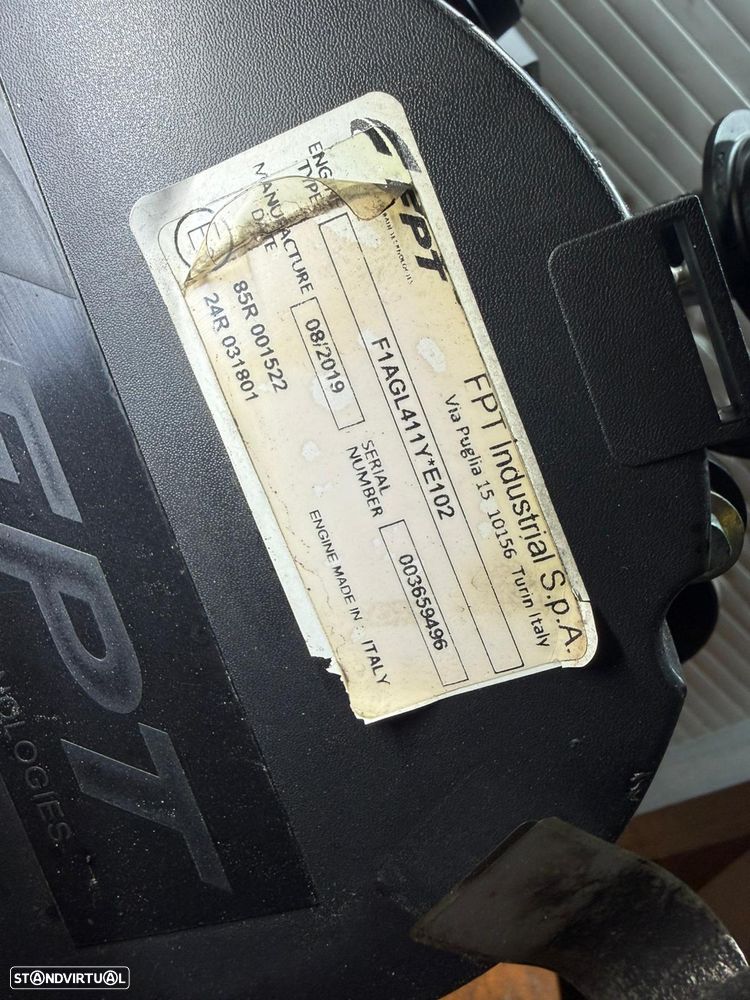 FPT
FPT Industrial S.p.A.
Via Puglia 15 10156 Turin Italy
TYPE
F1AGL411Y*E102
MANUFACTURE
DATE
08/2019
SERIAL
NUMBER
003659496
85R 001522
24R 031801
ENGINE MADE IN : ITALY
CE
FPT
STANDVIRTUAL